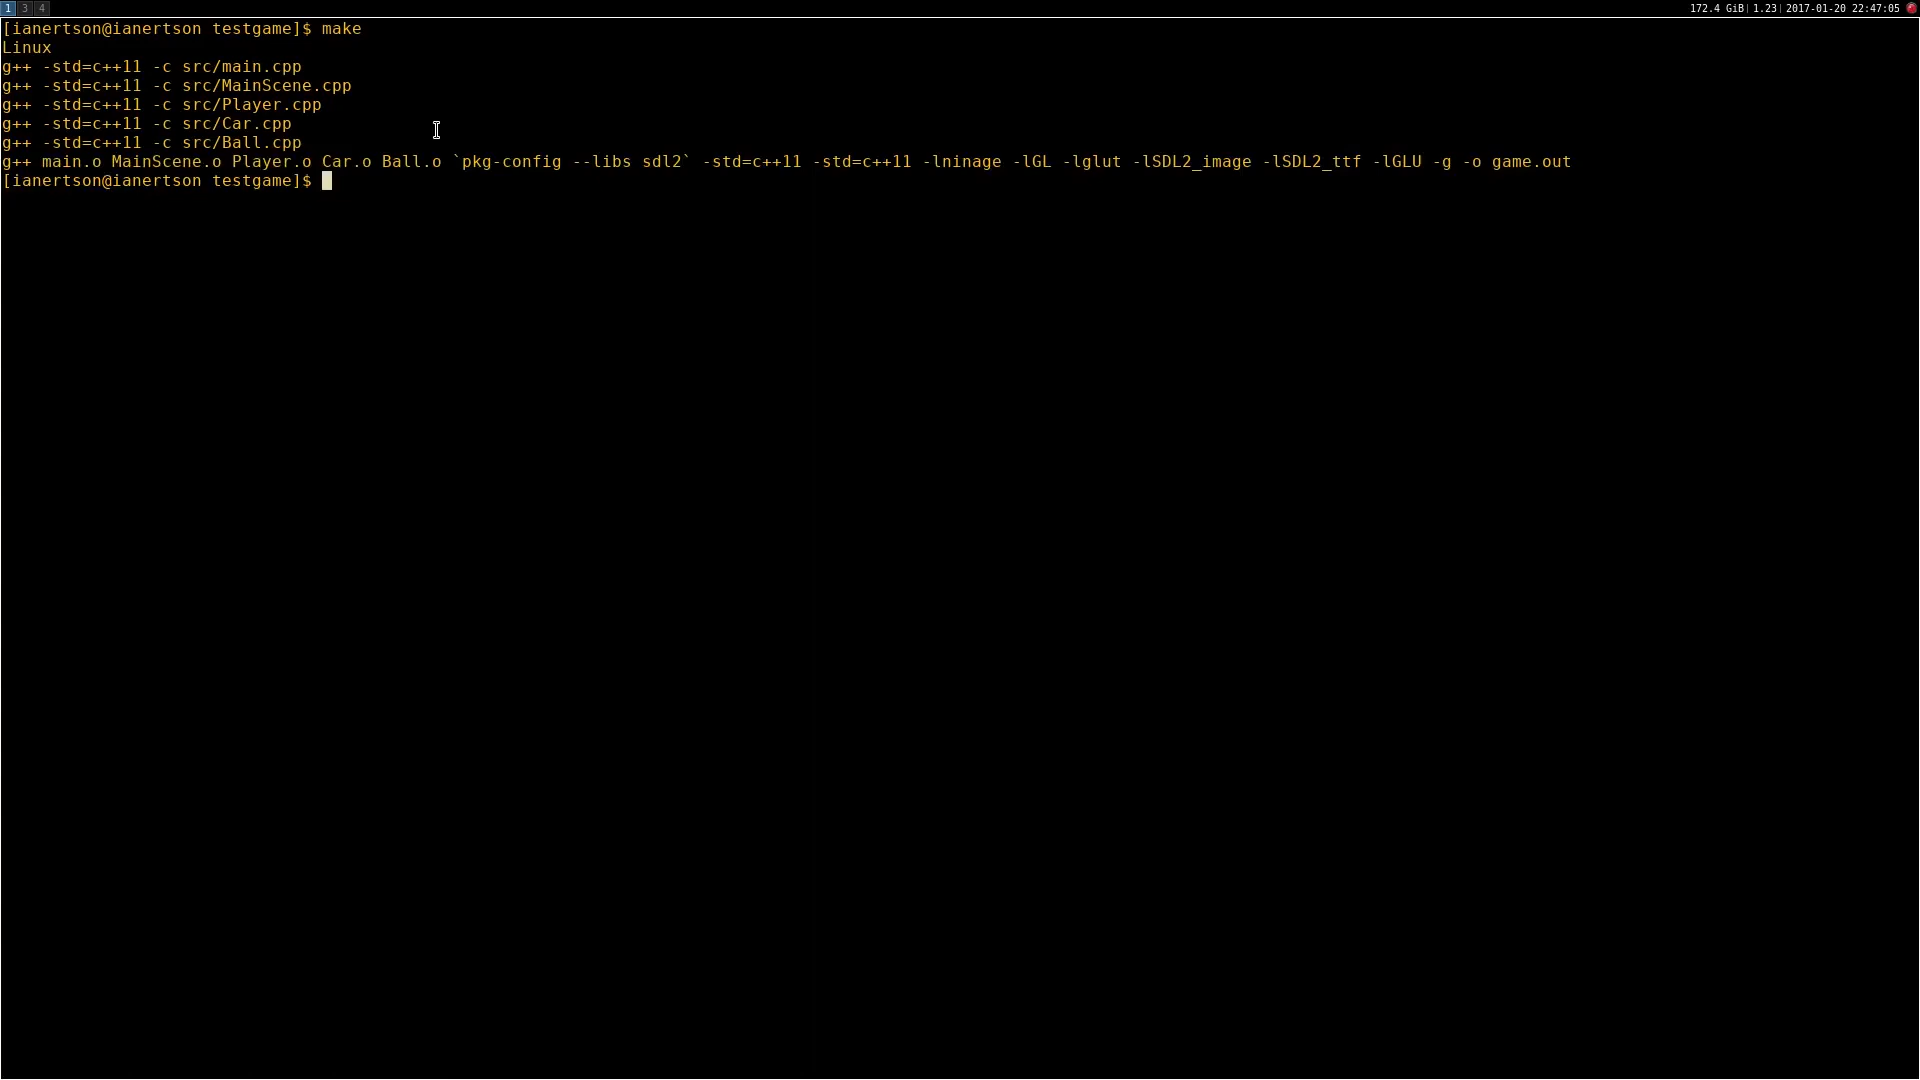 1 3 4 172.4 GiB| 1.23| 2017-01-20 22:47:05
[ianertson@ianertson testgame]$ make
Linux
g++ -std=c++11 -c src/main.cpp
g++ -std=c++11 -c src/MainScene.cpp
g++ -std=c++11 -c src/Player.cpp
g++ -std=c++11 -c src/Car.cpp
g++ -std=c++11 -c src/Ball.cpp
g++ main.o MainScene.o Player.o Car.o Ball.o `pkg-config --libs sdl2` -std=c++11 -std=c++11 -lninage -lGL -lglut -lSDL2_image -lSDL2_ttf -lGLU -g -o game.out
[ianertson@ianertson testgame]$